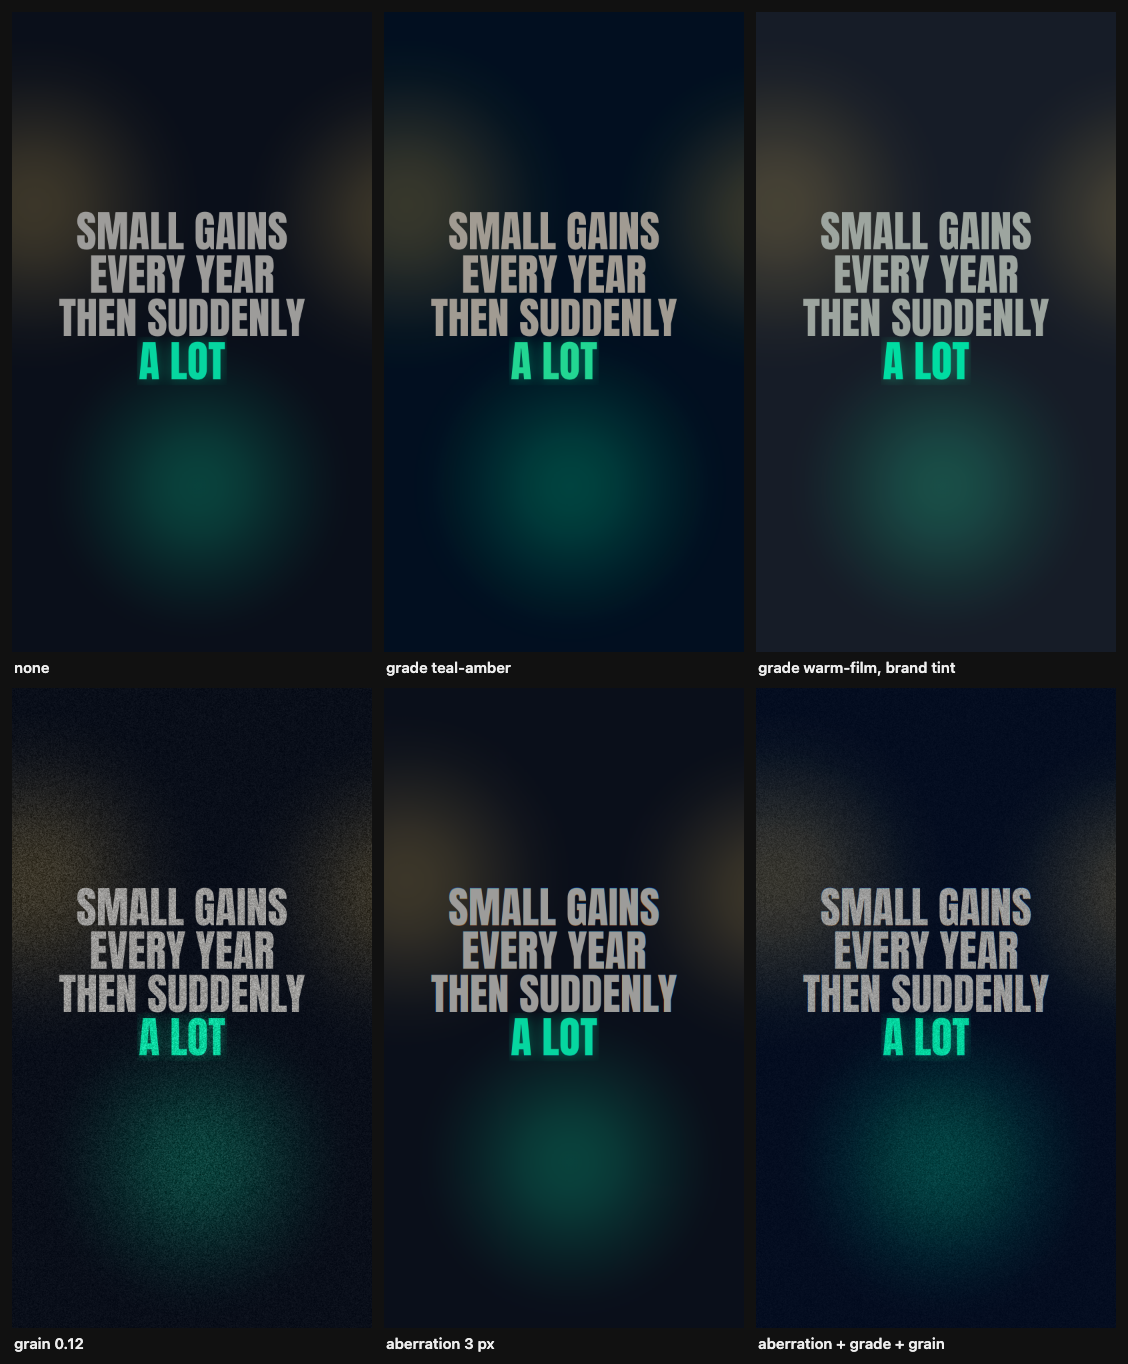 SMALL GAINS
EVERY YEAR
THEN SUDDENLY
A LOT
none
SMALL GAINS
EVERY YEAR
THEN SUDDENLY
A LOT
grade teal-amber
SMALL GAINS
EVERY YEAR
THEN SUDDENLY
A LOT
grade warm-film, brand tint
SMALL GAINS
EVERY YEAR
THEN SUDDENLY
A LOT
grain 0.12
SMALL GAINS
EVERY YEAR
THEN SUDDENLY
A LOT
aberration 3 px
SMALL GAINS
EVERY YEAR
THEN SUDDENLY
A LOT
aberration + grade + grain